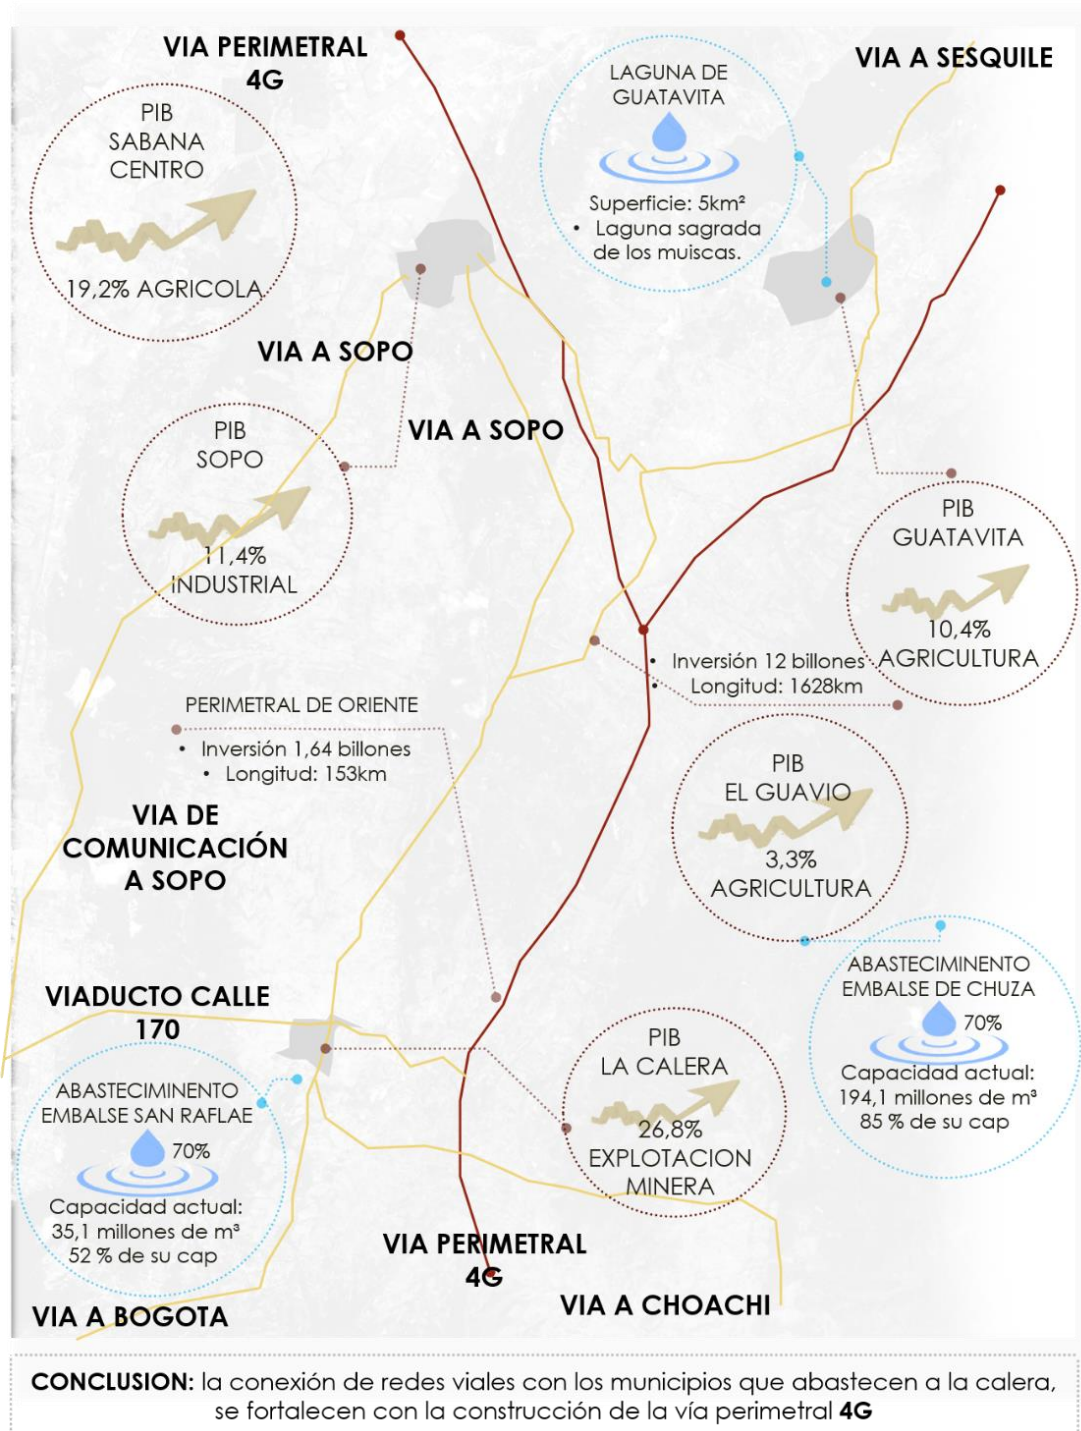 VIA PERIMETRAL
4G
VIA A SESQUILE
PIB
SABANA
CENTRO
19,2% AGRICOLA
LAGUNA DE
GUATAVITA
Superficie: 5km²
• Laguna sagrada
de los muiscas.
VIA A SOPO
VIA A SOPO
PIB
SOPO
11,4%
INDUSTRIAL
PIB
GUATAVITA
10,4%
AGRICULTURA
• Inversión 12 billones
• Longitud: 1628km
PERIMETRAL DE ORIENTE
• Inversión 1,64 billones
• Longitud: 153km
PIB
EL GUAVIO
3,3%
AGRICULTURA
VIA DE
COMUNICACIÓN
A SOPO
ABASTECIMINENTO
EMBALSE DE CHUZA
70%
Capacidad actual:
194,1 millones de m³
85 % de su cap
VIADUCTO CALLE
170
PIB
LA CALERA
26,8%
EXPLOTACION
MINERA
ABASTECIMINENTO
EMBALSE SAN RAFLAE
70%
Capacidad actual:
35,1 millones de m³
52 % de su cap
VIA PERIMETRAL
4G
VIA A CHOACHI
VIA A BOGOTA
CONCLUSION: la conexión de redes viales con los municipios que abastecen a la calera,
se fortalecen con la construcción de la vía perimetral 4G